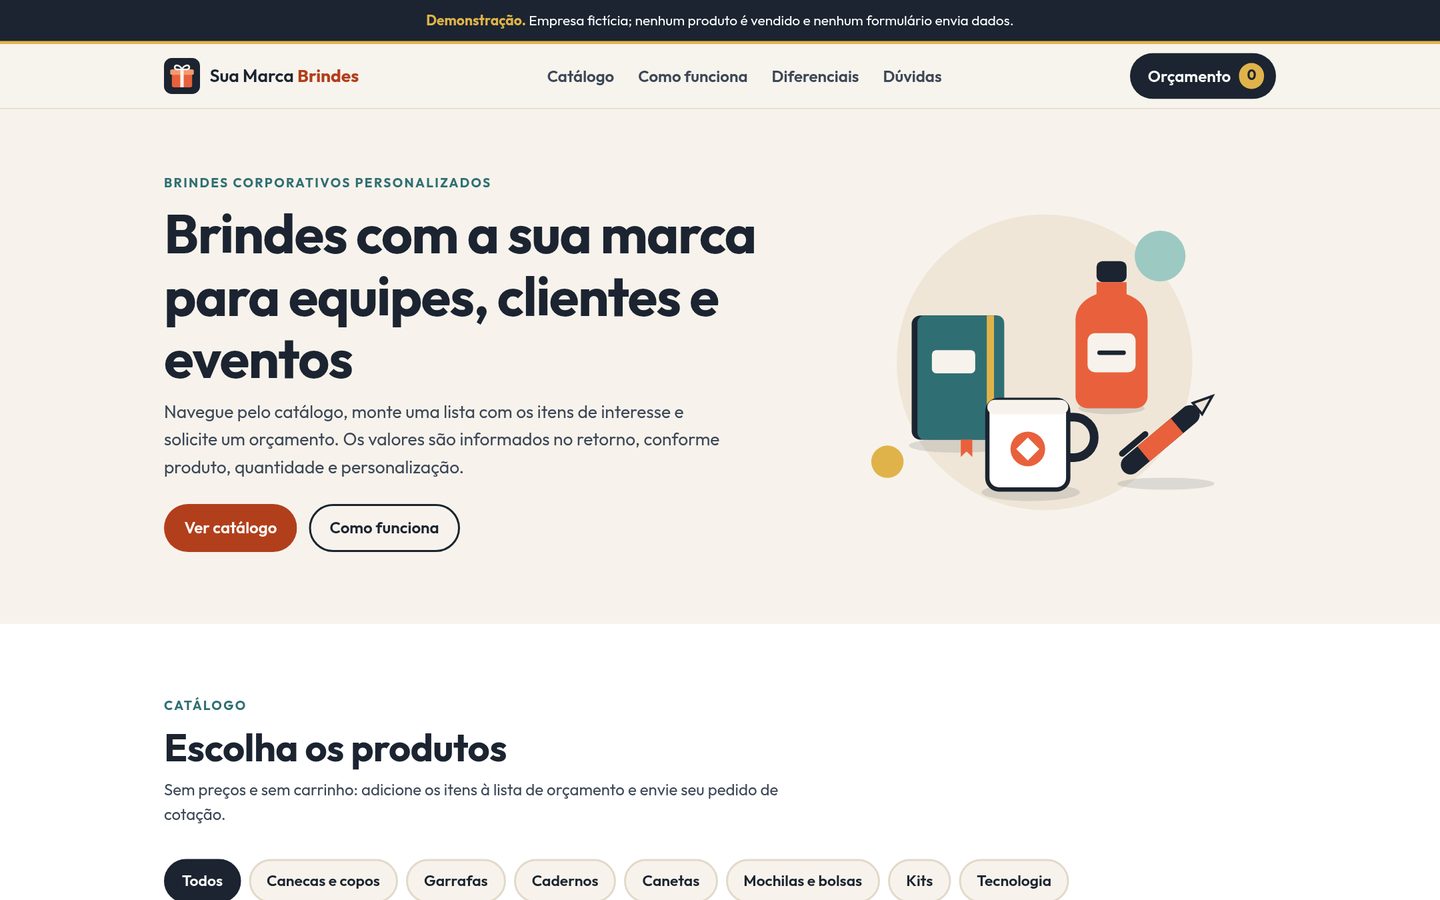 Demonstração. Empresa fictícia; nenhum produto é vendido e nenhum formulário envia dados.
Sua Marca Brindes
Catálogo
Como funciona
Diferenciais
Dúvidas
Orçamento 0
BRINDES CORPORATIVOS PERSONALIZADOS
Brindes com a sua marca
para equipes, clientes e
eventos
Navegue pelo catálogo, monte uma lista com os itens de interesse e
solicite um orçamento. Os valores são informados no retorno, conforme
produto, quantidade e personalização.
Ver catálogo
Como funciona
CATÁLOGO
Escolha os produtos
Sem preços e sem carrinho: adicione os itens à lista de orçamento e envie seu pedido de
cotação.
Todos
Canecas e copos
Garrafas
Cadernos
Canetas
Mochilas e bolsas
Kits
Tecnologia